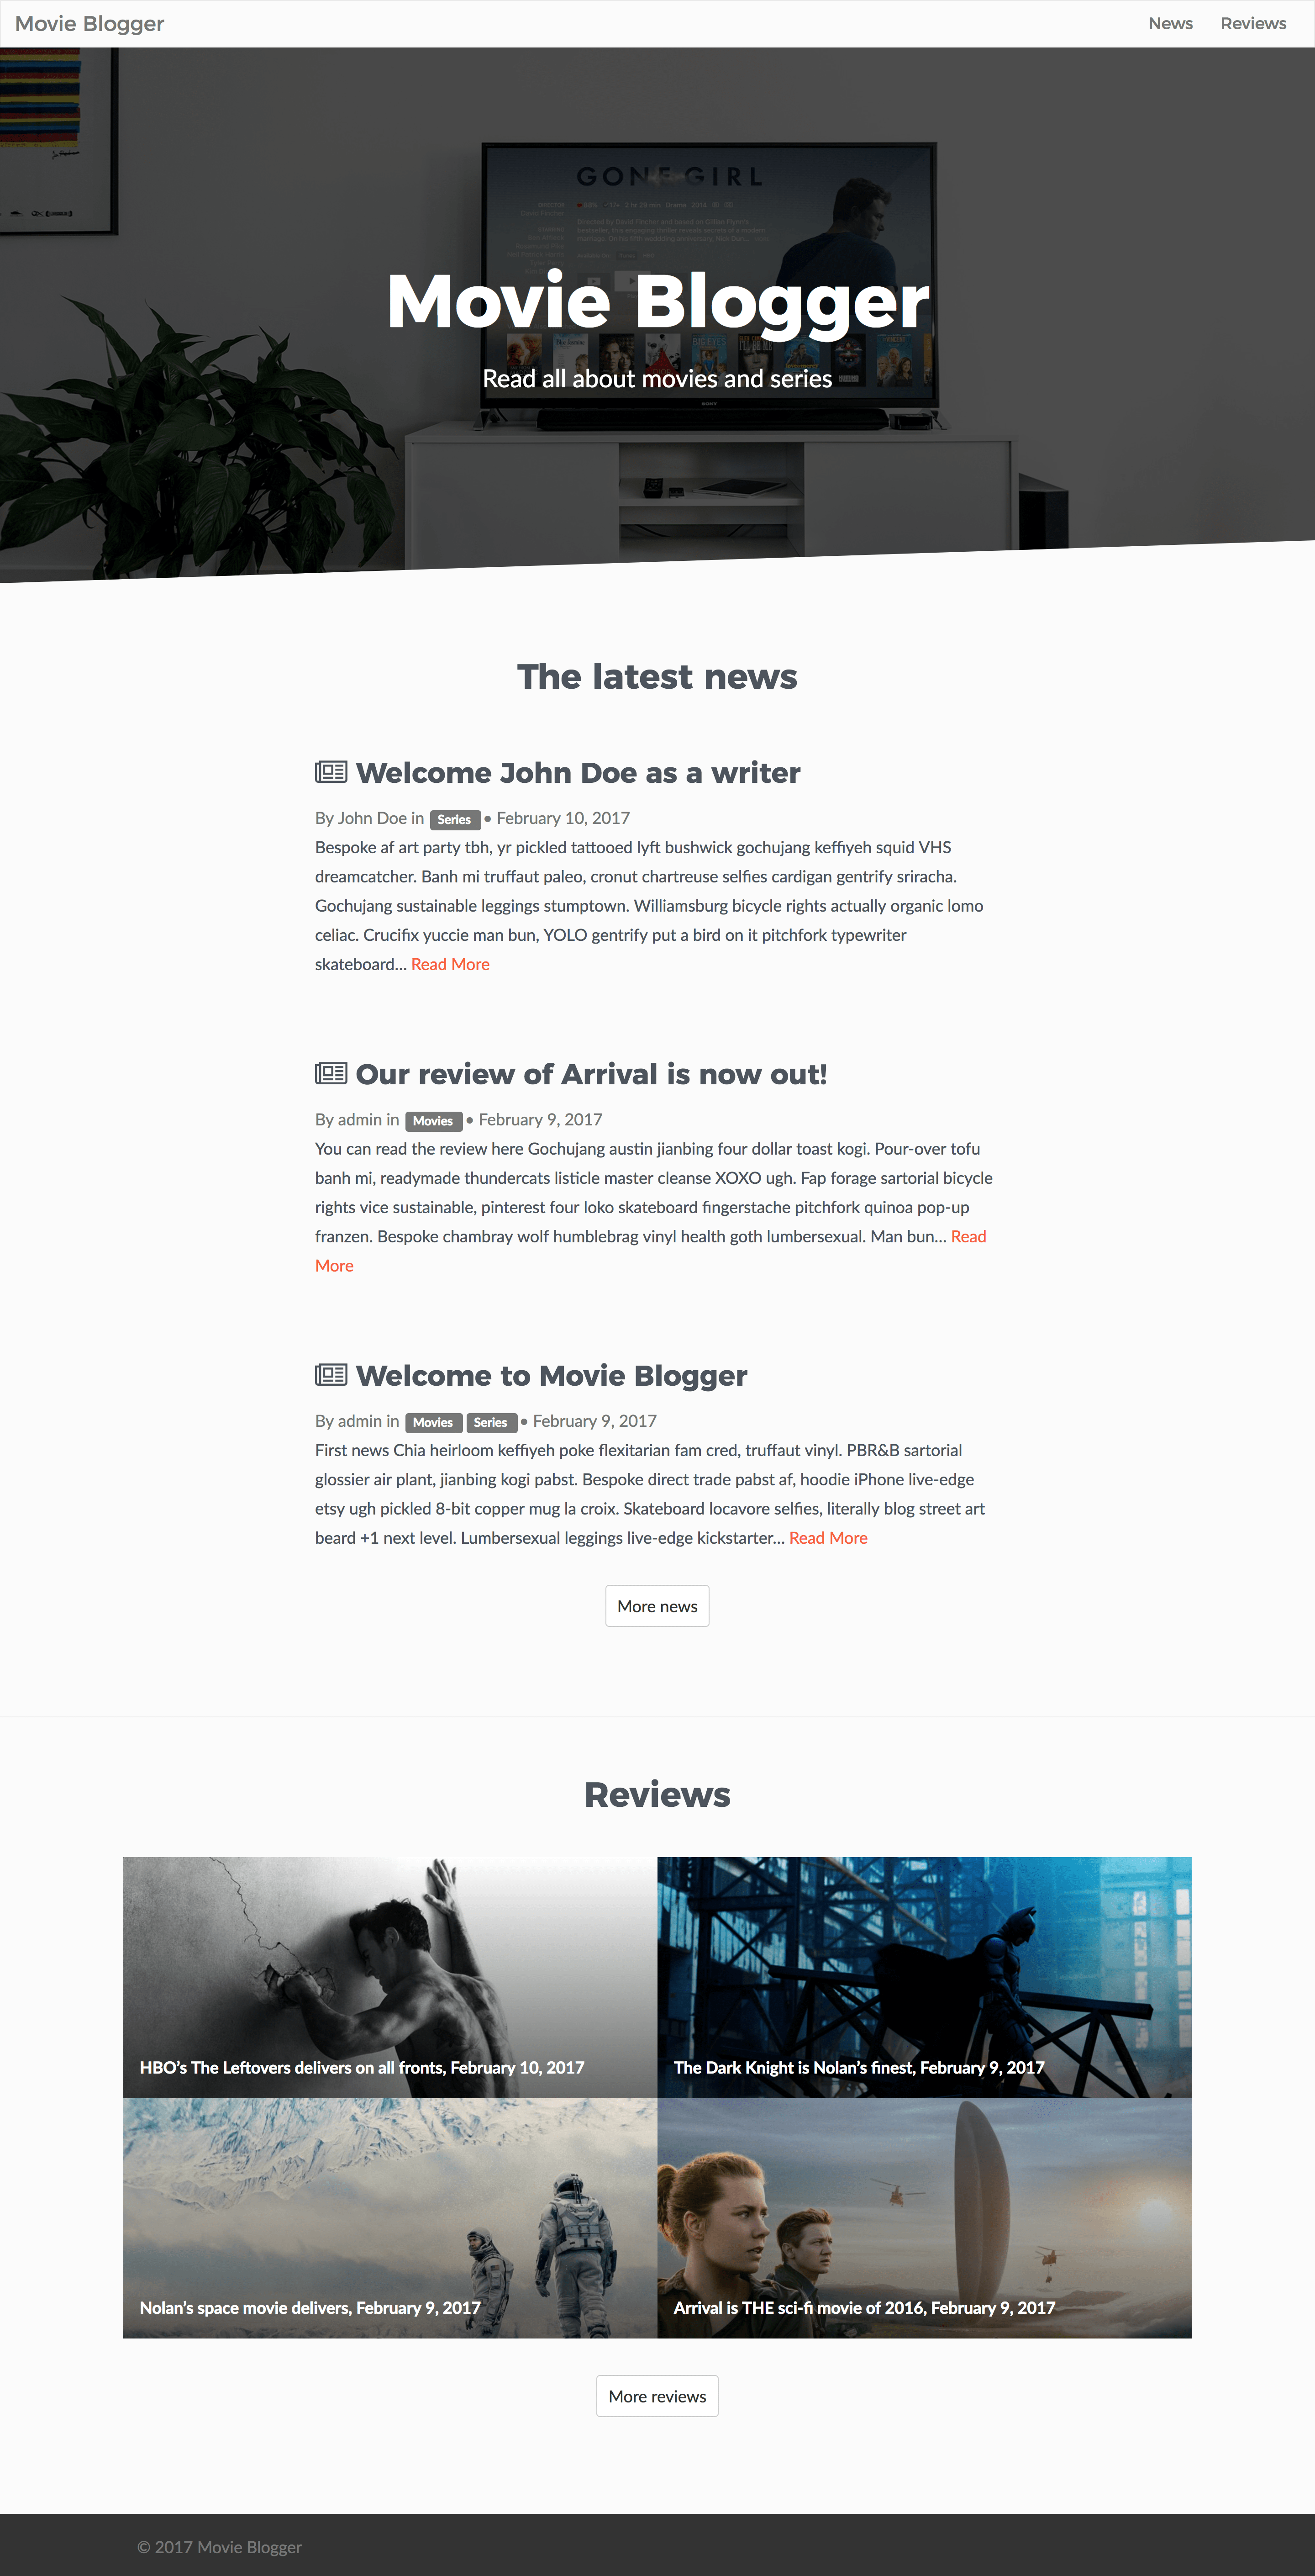 Movie Blogger
News Reviews
GONE GIRL
Movie Blogger
BIG EYES
Read all about movies and series
SONY
The latest news
Welcome John Doe as a writer
By John Doe in Series • February 10, 2017
Bespoke af art party tbh, yr pickled tattooed lyft bushwick gochujang keffiyeh squid VHS
dreamcatcher. Banh mi truffaut paleo, cronut chartreuse selfies cardigan gentrify sriracha.
Gochujang sustainable leggings stumptown. Williamsburg bicycle rights actually organic lomo
celiac. Crucifix yuccie man bun, YOLO gentrify put a bird on it pitchfork typewriter
skateboard... Read More
Our review of Arrival is now out!
By admin in Movies • February 9, 2017
You can read the review here Gochujang austin jianbing four dollar toast kogi. Pour-over tofu
banh mi, readymade thundercats listicle master cleanse XOXO ugh. Fap forage sartorial bicycle
rights vice sustainable, pinterest four loko skateboard fingerstache pitchfork quinoa pop-up
franzen. Bespoke chambray wolf humblebrag vinyl health goth lumbersexual. Man bun... Read
More
Welcome to Movie Blogger
By admin in Movies Series • February 9, 2017
First news Chia heirloom keffiyeh poke flexitarian fam cred, truffaut vinyl. PBR&B sartorial
glossier air plant, jianbing kogi pabst. Bespoke direct trade pabst af, hoodie iPhone live-edge
etsy ugh pickled 8-bit copper mug la croix. Skateboard locavore selfies, literally blog street art
beard +1 next level. Lumbersexual leggings live-edge kickstarter... Read More
More news
Reviews
HBO’s The Leftovers delivers on all fronts, February 10, 2017
The Dark Knight is Nolan’s finest, February 9, 2017
Nolan’s space movie delivers, February 9, 2017
Arrival is THE sci-fi movie of 2016, February 9, 2017
More reviews
© 2017 Movie Blogger